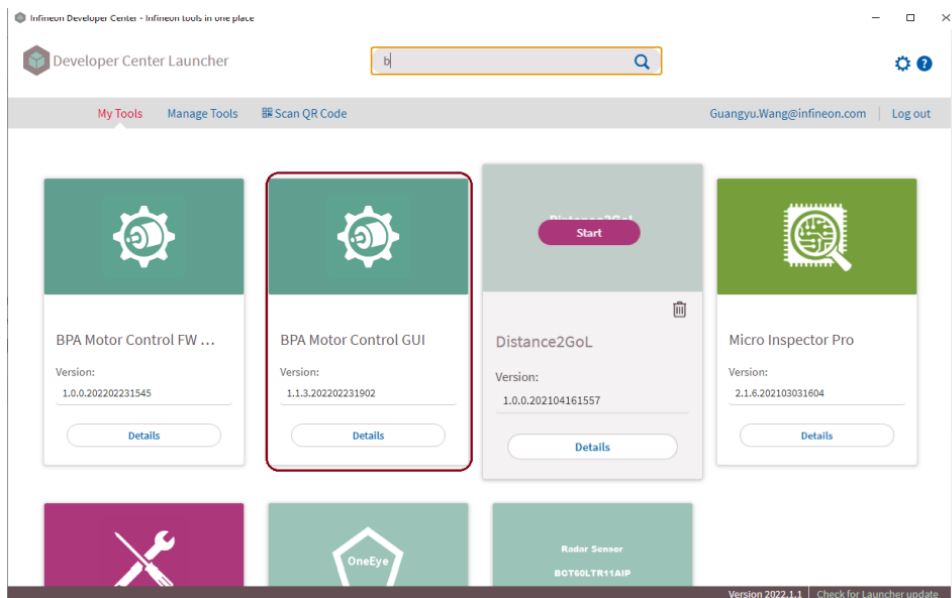 Infineon Developer Center - Infineon tools in one place
Developer Center Launcher
b
My Tools Manage Tools Scan QR Code Guangyu.Wang@infineon.com Log out
Start
BPA Motor Control FW ...
Version:
1.0.0.202202231545
Details
BPA Motor Control GUI
Version:
1.1.3.202202231902
Details
Distance2GoL
Version:
1.0.0.202104161557
Details
Micro Inspector Pro
Version:
2.1.6.202103031604
Details
OneEye
Radar Sensor
BGT60LTR11AIP
Version 2022.1.1 Check for Launcher update